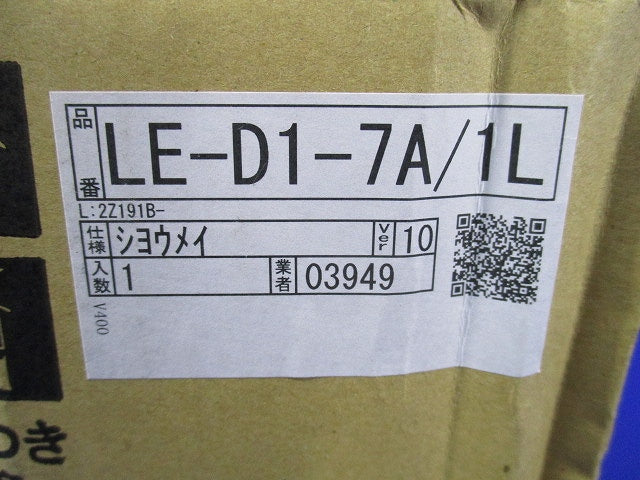 品番 LE-D1-7A/1L
L:2Z191B-
仕様 シヨウメイ Ver 10
入数 1 業者 03949
V400
つき